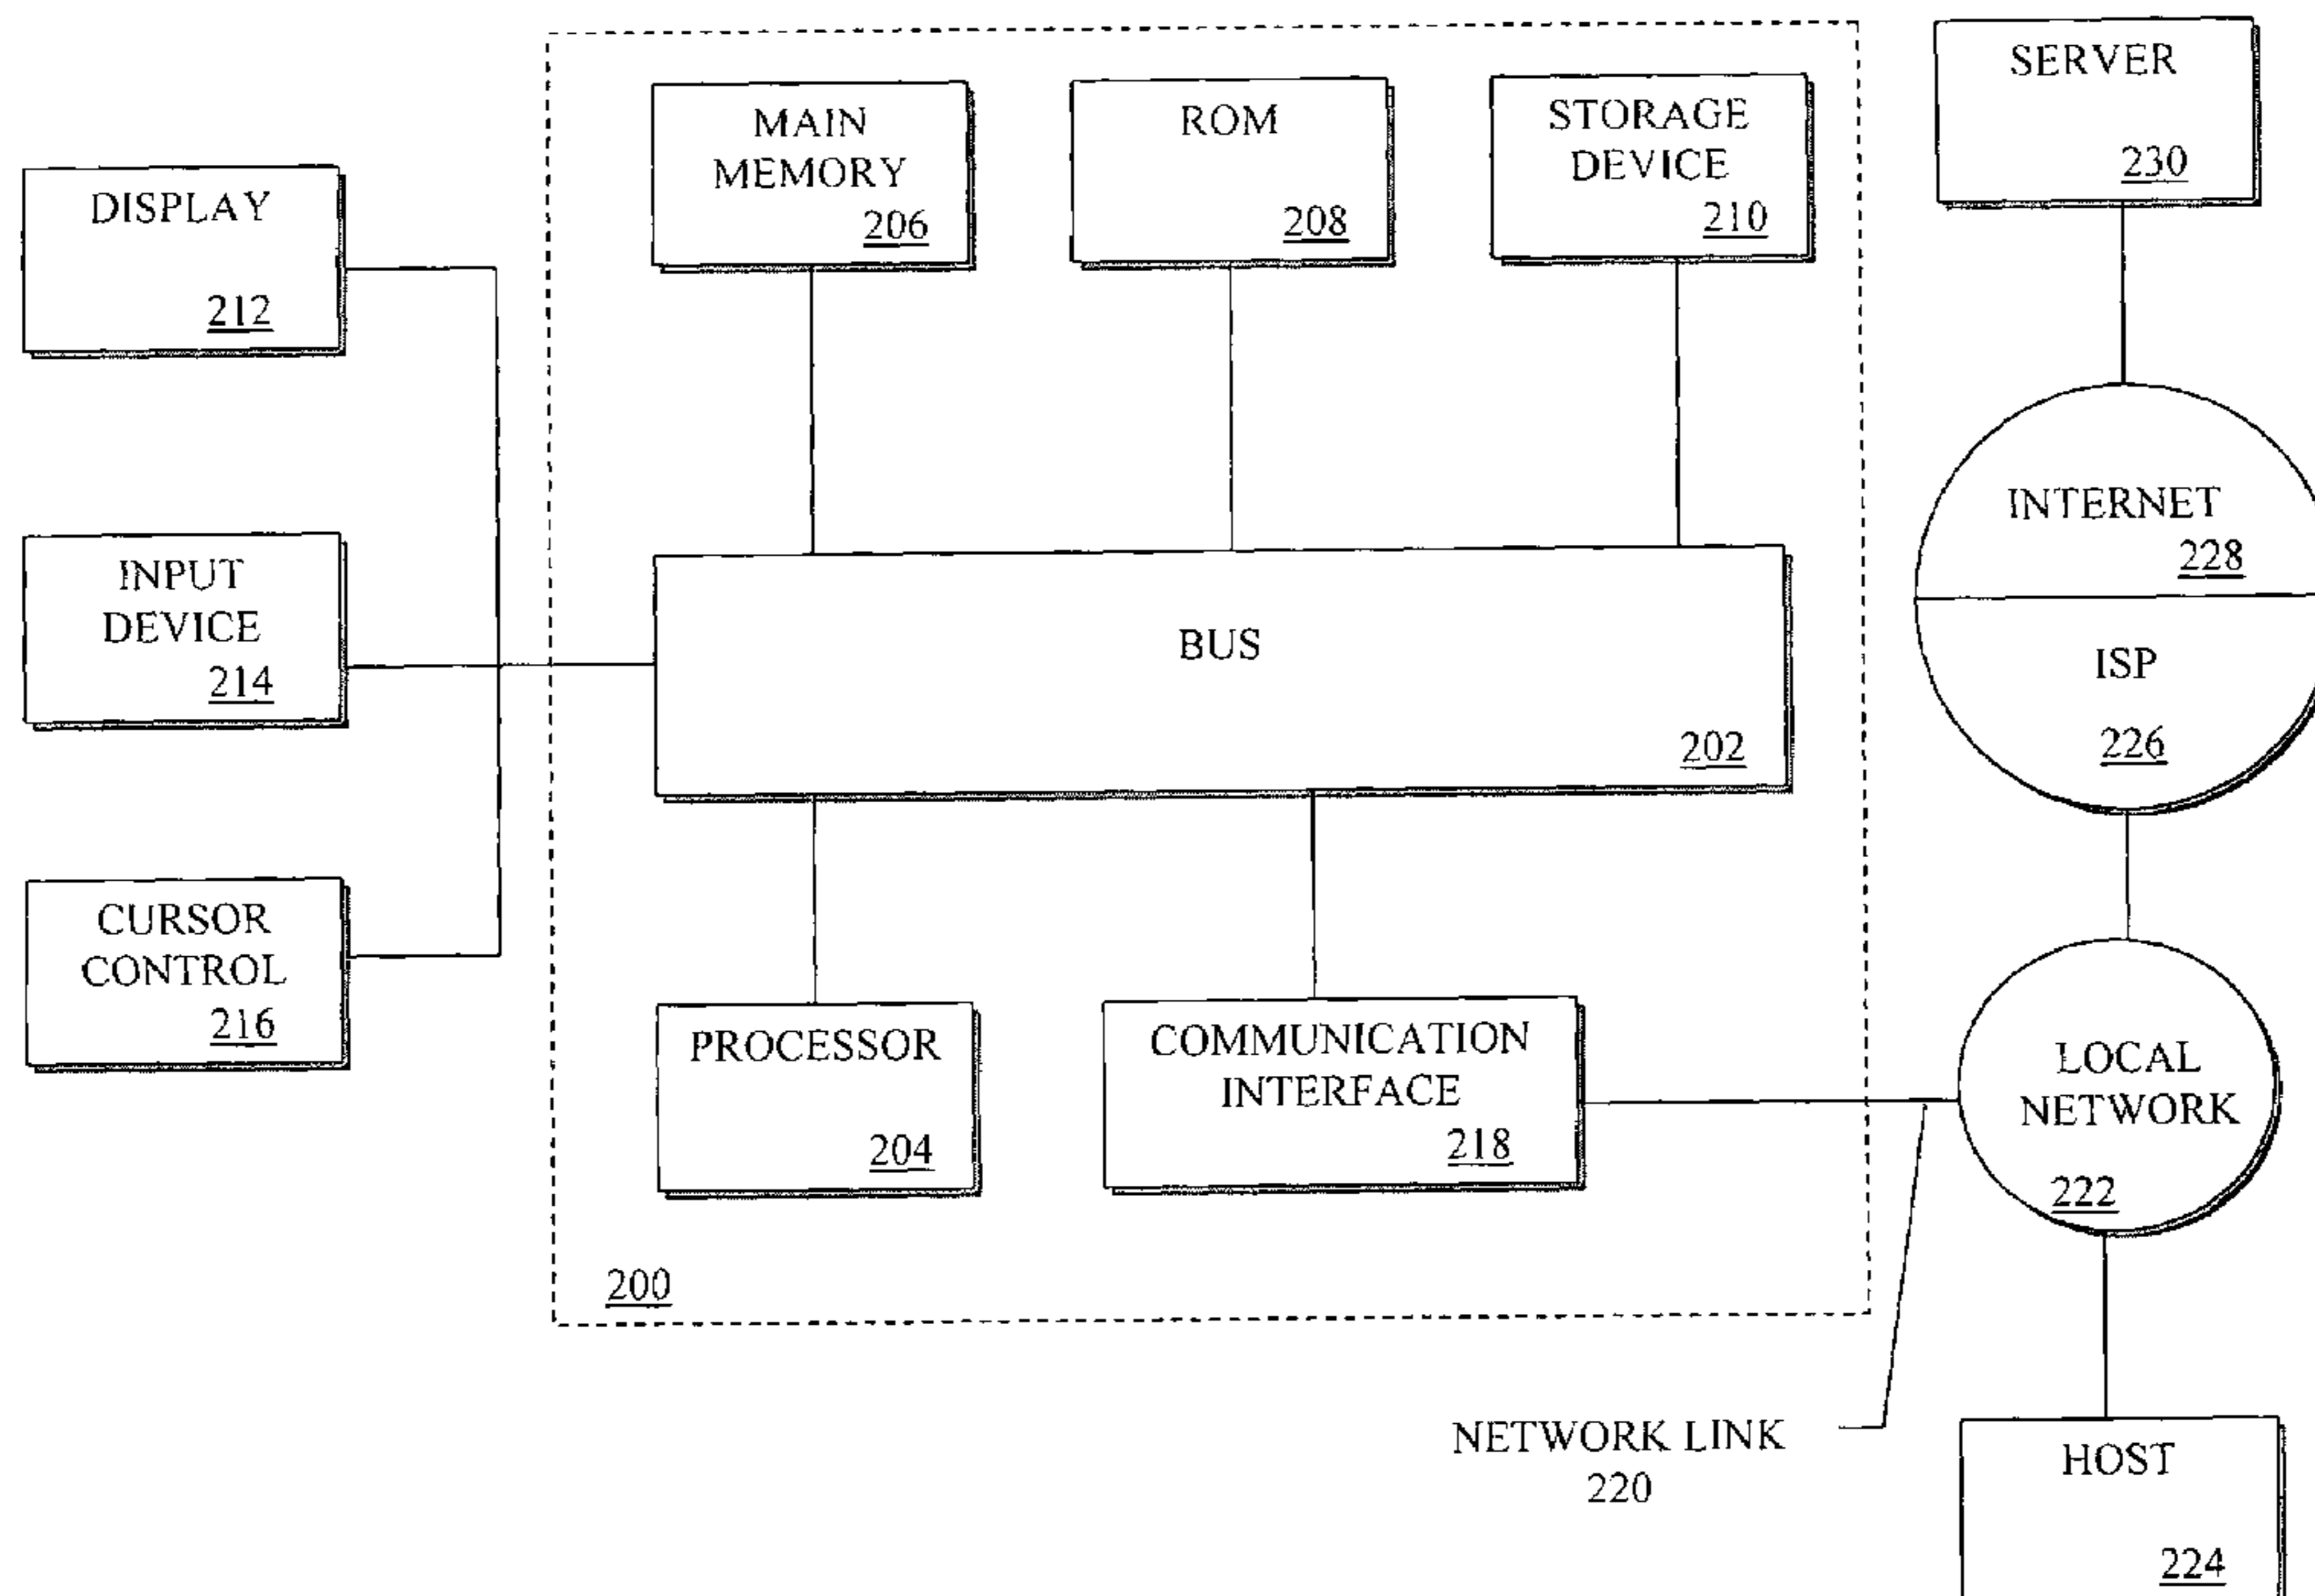 DISPLAY
212
INPUT
DEVICE
214
CURSOR
CONTROL
216
MAIN
MEMORY
206
ROM
208
STORAGE
DEVICE
210
BUS
202
PROCESSOR
204
COMMUNICATION
INTERFACE
218
200
SERVER
230
INTERNET
228
ISP
226
LOCAL
NETWORK
222
NETWORK LINK
220
HOST
224